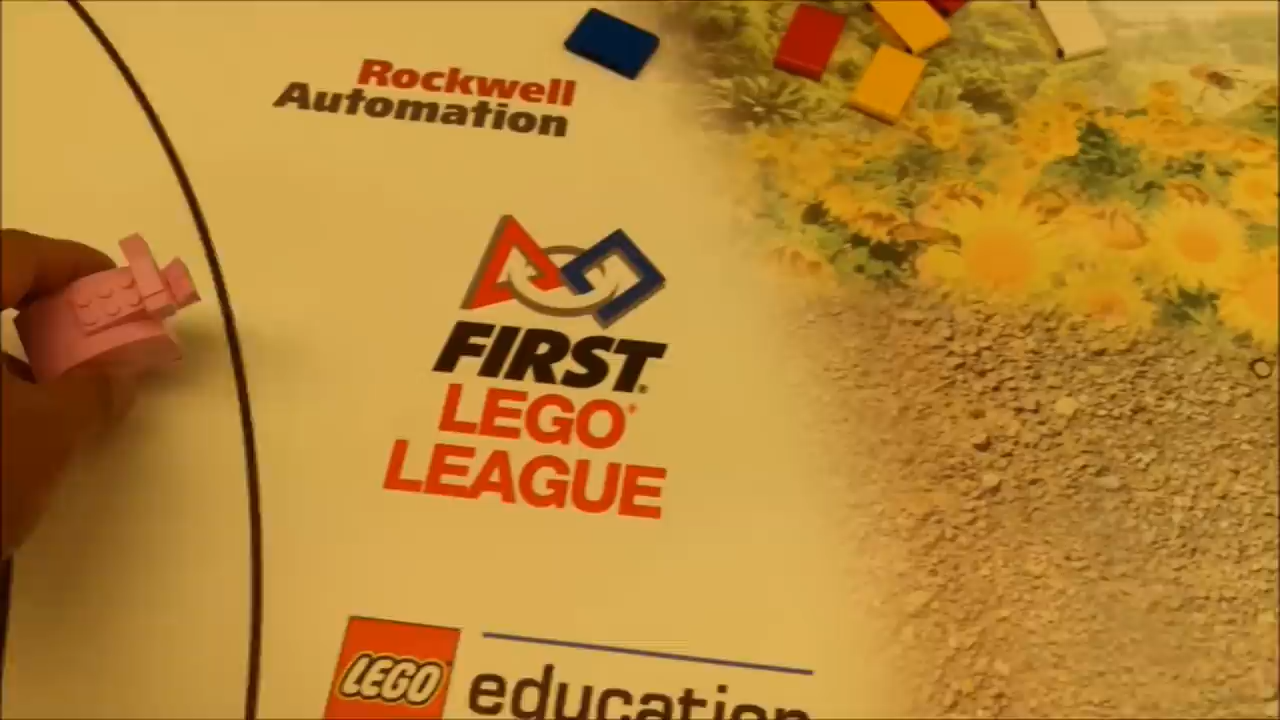 Rockwell
Automation
FIRST®
LEGO®
LEAGUE
LEGO®
education